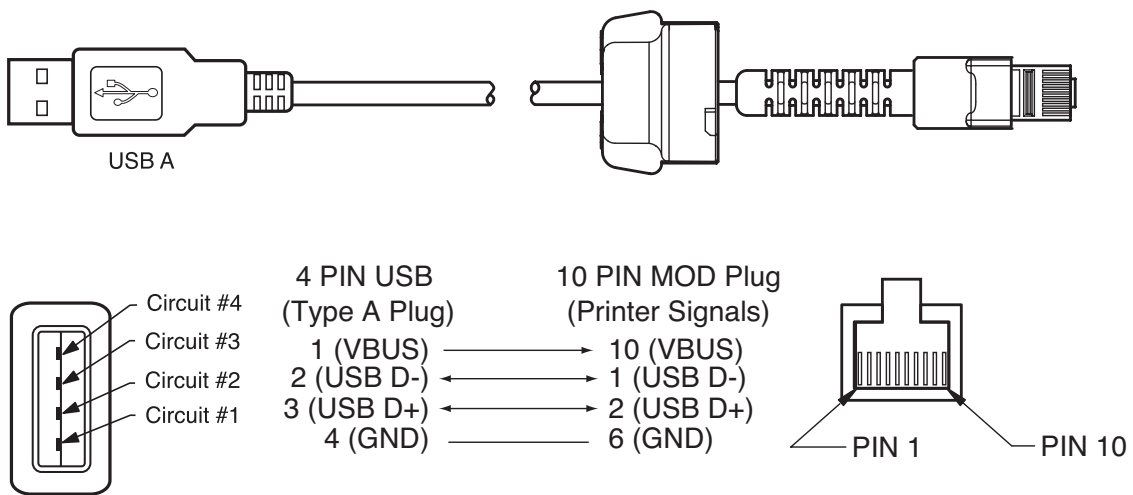 USB A
4 PIN USB
(Type A Plug)
10 PIN MOD Plug
(Printer Signals)
Circuit #4
Circuit #3
Circuit #2
Circuit #1
1 (VBUS) 10 (VBUS)
2 (USB D-) 1 (USB D-)
3 (USB D+) 2 (USB D+)
4 (GND) 6 (GND)
PIN 1
PIN 10